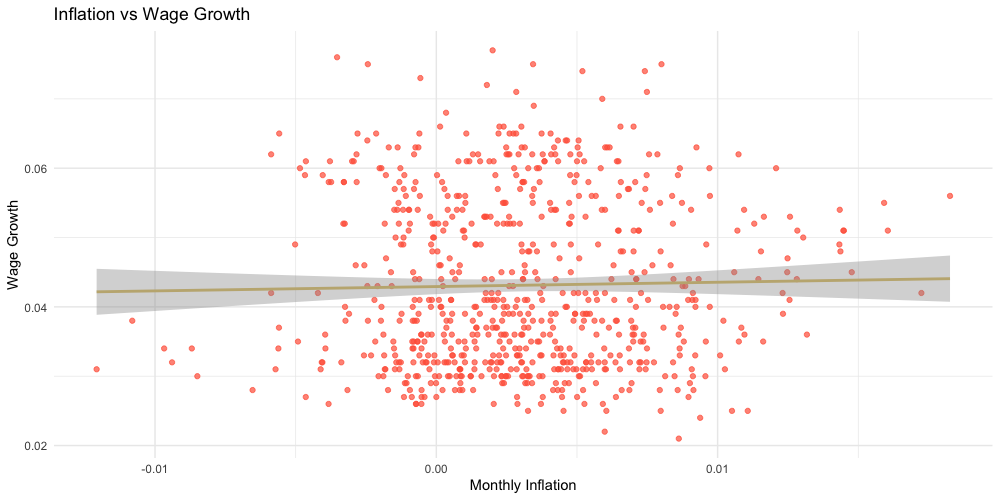 Inflation vs Wage Growth
Wage Growth
0.06
0.04
0.02
-0.01
0.00
0.01
Monthly Inflation